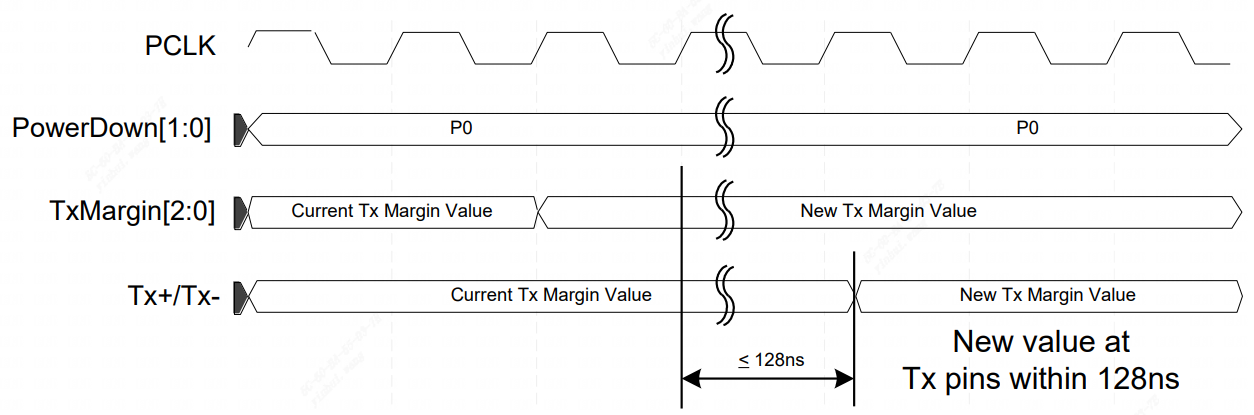 PCLK
PowerDown[1:0]
P0
P0
TxMargin[2:0]
Current Tx Margin Value
New Tx Margin Value
Tx+/Tx-
Current Tx Margin Value
New Tx Margin Value
≤ 128ns
New value at
Tx pins within 128ns